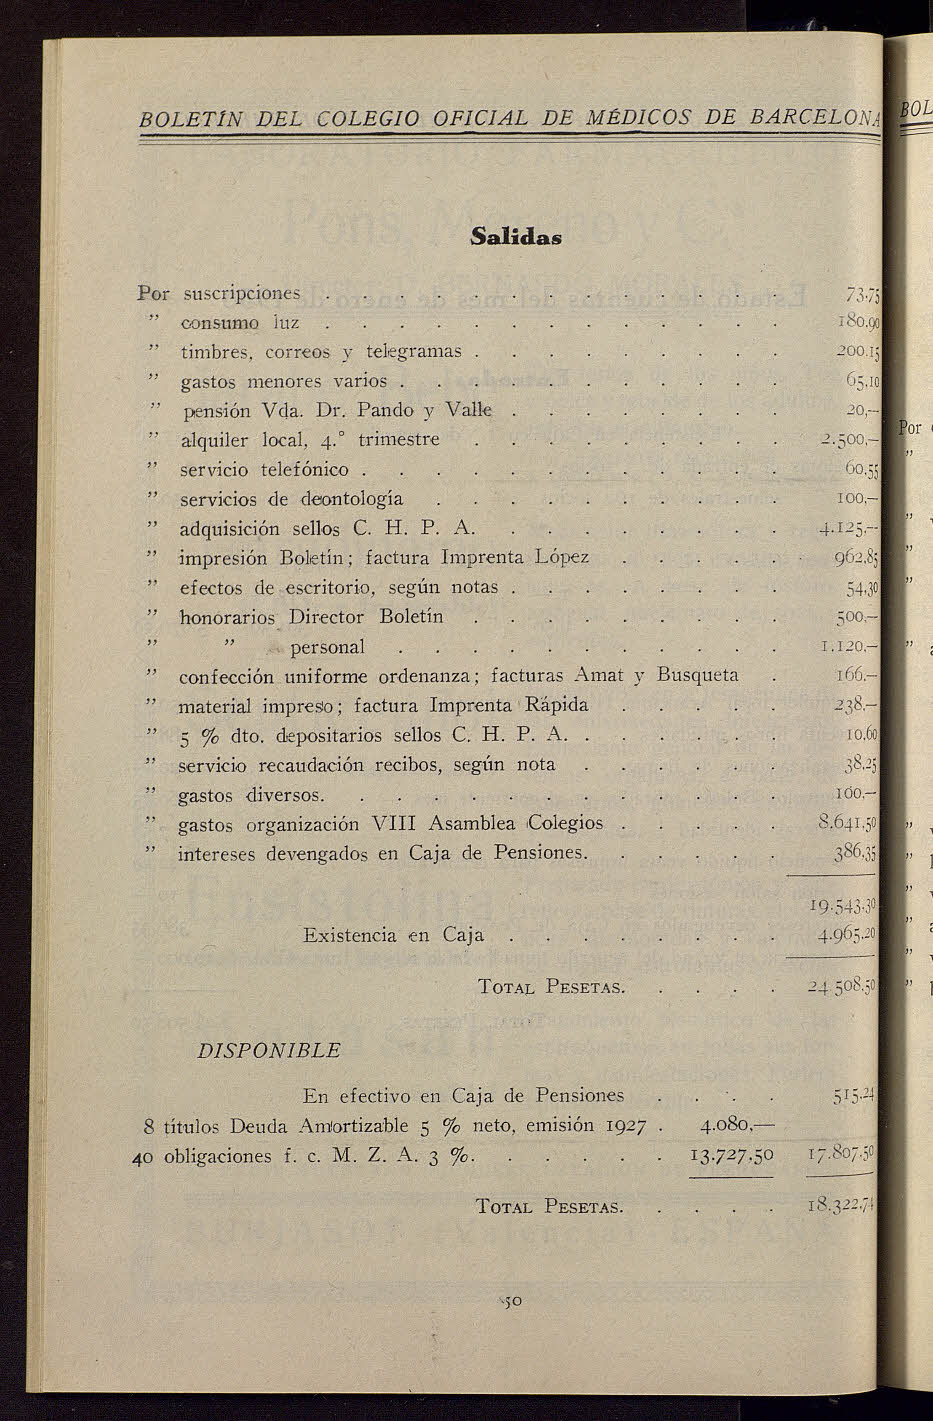 BOLETÍN DEL COLEGIO OFICIAL DE MÉDICOS DE BARCELONA
Salidas
Por suscripciones . . . . . . . . . . . . . 73,75
” consumo luz . . . . . . . . . . . . . 180,90
” timbres, correos y telegramas . . . . . . . . . 200,15
” gastos menores varios . . . . . . . . . . . 65,10
” pensión Vda. Dr. Pando y Valle . . . . . . . . 20,—
” alquiler local, 4.° trimestre . . . . . . . . . 2.500,—
” servicio telefónico . . . . . . . . . . . . 60,55
” servicios de deontología . . . . . . . . . . 100,—
” adquisición sellos C. H. P. A. . . . . . . . . 4.125,—
” impresión Boletín; factura Imprenta López . . . . . 962,85
” efectos de escritorio, según notas . . . . . . . . 54,30
” honorarios Director Boletín . . . . . . . . . 500,—
” ” personal . . . . . . . . . . . 1.120,—
” confección uniforme ordenanza; facturas Amat y Busqueta . 166,—
” material impreso; factura Imprenta Rápida . . . . . 238,—
” 5 % dto. depositarios sellos C. H. P. A. . . . . . . 10,60
” servicio recaudación recibos, según nota . . . . . . 38,25
” gastos diversos. . . . . . . . . . . . . 100,—
” gastos organización VIII Asamblea Colegios . . . . . 8.641,50
” intereses devengados en Caja de Pensiones. . . . . . 386,35
19.543,30
Existencia en Caja . . . . . . . . 4.965,20
TOTAL PESETAS. . . . . 24 508,50
DISPONIBLE
En efectivo en Caja de Pensiones . . . . 515,24
8 títulos Deuda Amortizable 5 % neto, emisión 1927 . 4.080,—
40 obligaciones f. c. M. Z. A. 3 %. . . . . . 13.727,50 17.807,50
TOTAL PESETAS. . . . . 18.322,74
50
BOL
Por